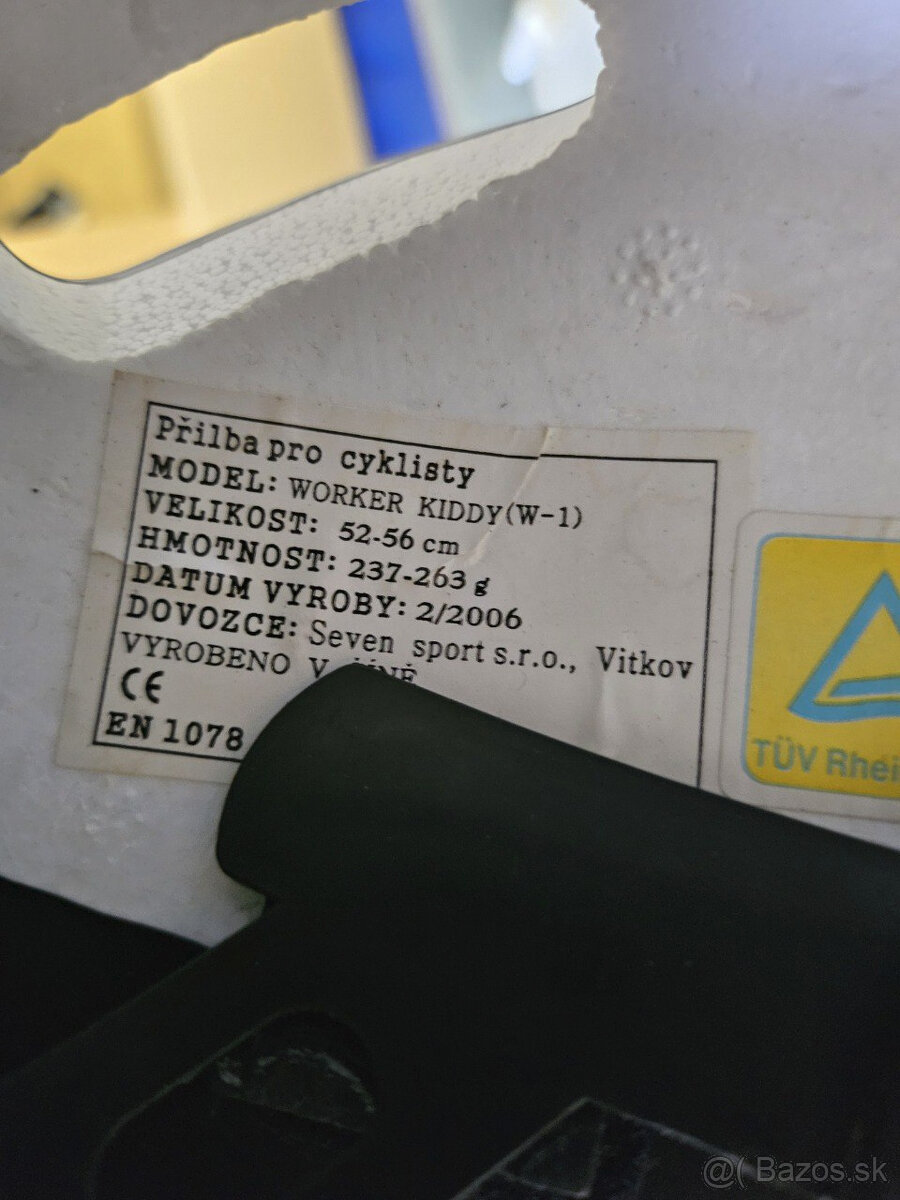 Přilba pro cyklisty
MODEL: WORKER KIDDY(W-1)
VELIKOST: 52-56 cm
HMOTNOST: 237-263 g
DATUM VYROBY: 2/2006
DOVOZCE: Seven sport s.r.o., Vitkov
VYROBENO V
CE
EN 1078
TÜV Rhei
@( Bazos.sk